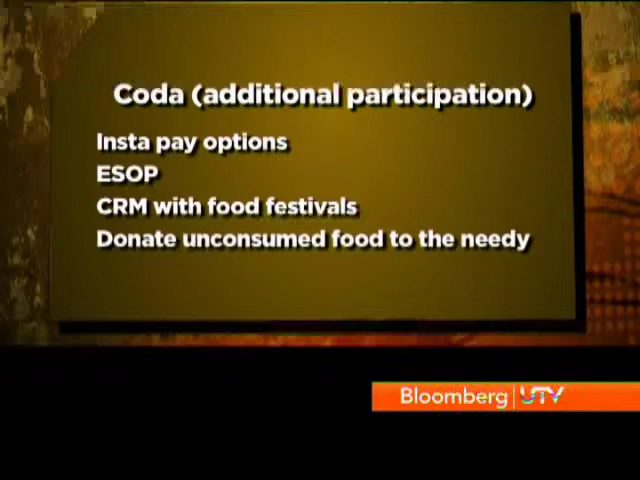 Coda (additional participation)
Insta pay options
ESOP
CRM with food festivals
Donate unconsumed food to the needy
Bloomberg UTV